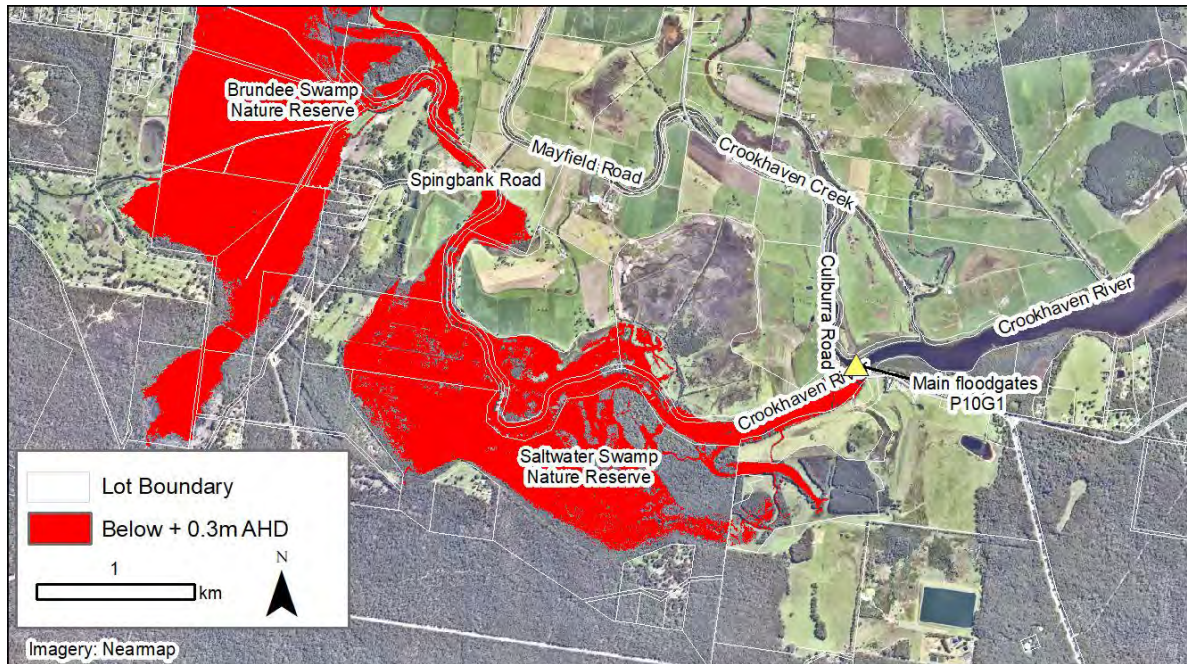 Brundee Swamp
Nature Reserve
Mayfield Road
Crookhaven Creek
Spingbank Road
Culburra Road
Crookhaven River
Crookhaven River
Main floodgates
P10G1
Saltwater Swamp
Nature Reserve
Lot Boundary
Below + 0.3m AHD
1
km
N
Imagery: Nearmap